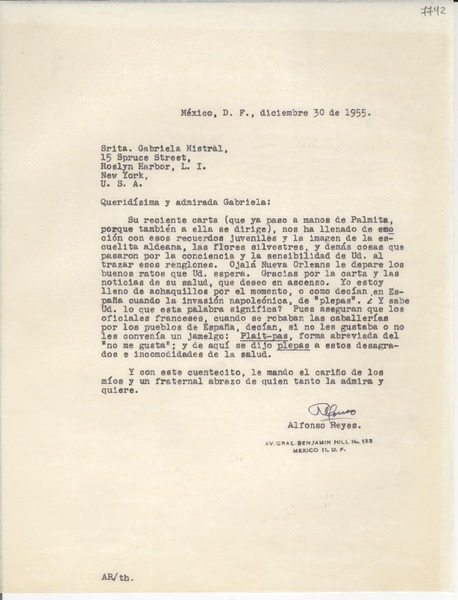 7742
México, D. F., diciembre 30 de 1955.
Srita. Gabriela Mistral,
15 Spruce Street,
Roslyn Harbor, L. I.
New York,
U. S. A.
Queridísima y admirada Gabriela:
Su reciente carta (que ya paso a manos de Palmita,
porque también a ella se dirige), nos ha llenado de emo
ción con esos recuerdos juveniles y la imagen de la es-
cuelita aldeana, las flores silvestres, y demás cosas que
pasaron por la conciencia y la sensibilidad de Ud. al
trazar esos renglones. Ojalá Nueva Orleans le depare los
buenos ratos que Ud. espera. Gracias por la carta y las
noticias de su salud, que deseo en ascenso. Yo estoy
lleno de achaquillos por el momento, o como decían en Es-
paña cuando la invasión napoleónica, de "plepas". ¿ Y sabe
Ud. lo que esta palabra significa? Pues aseguran que los
oficiales franceses, cuando se robaban las caballerías
por los pueblos de España, decían, si no les gustaba o no
les convenía un jamelgo: Plait-pas, forma abreviada del
"no me gusta"; y de aquí se dijo plepas a estos desagra-
dos e incomodidades de la salud.
Y con este cuentecito, le mando el cariño de los
míos y un fraternal abrazo de quien tanto la admira y
quiere.
Alfonso
Alfonso Reyes.
AV. GRAL. BENJAMIN HILL No. 122
MEXICO 11, D. F.
AR/th.